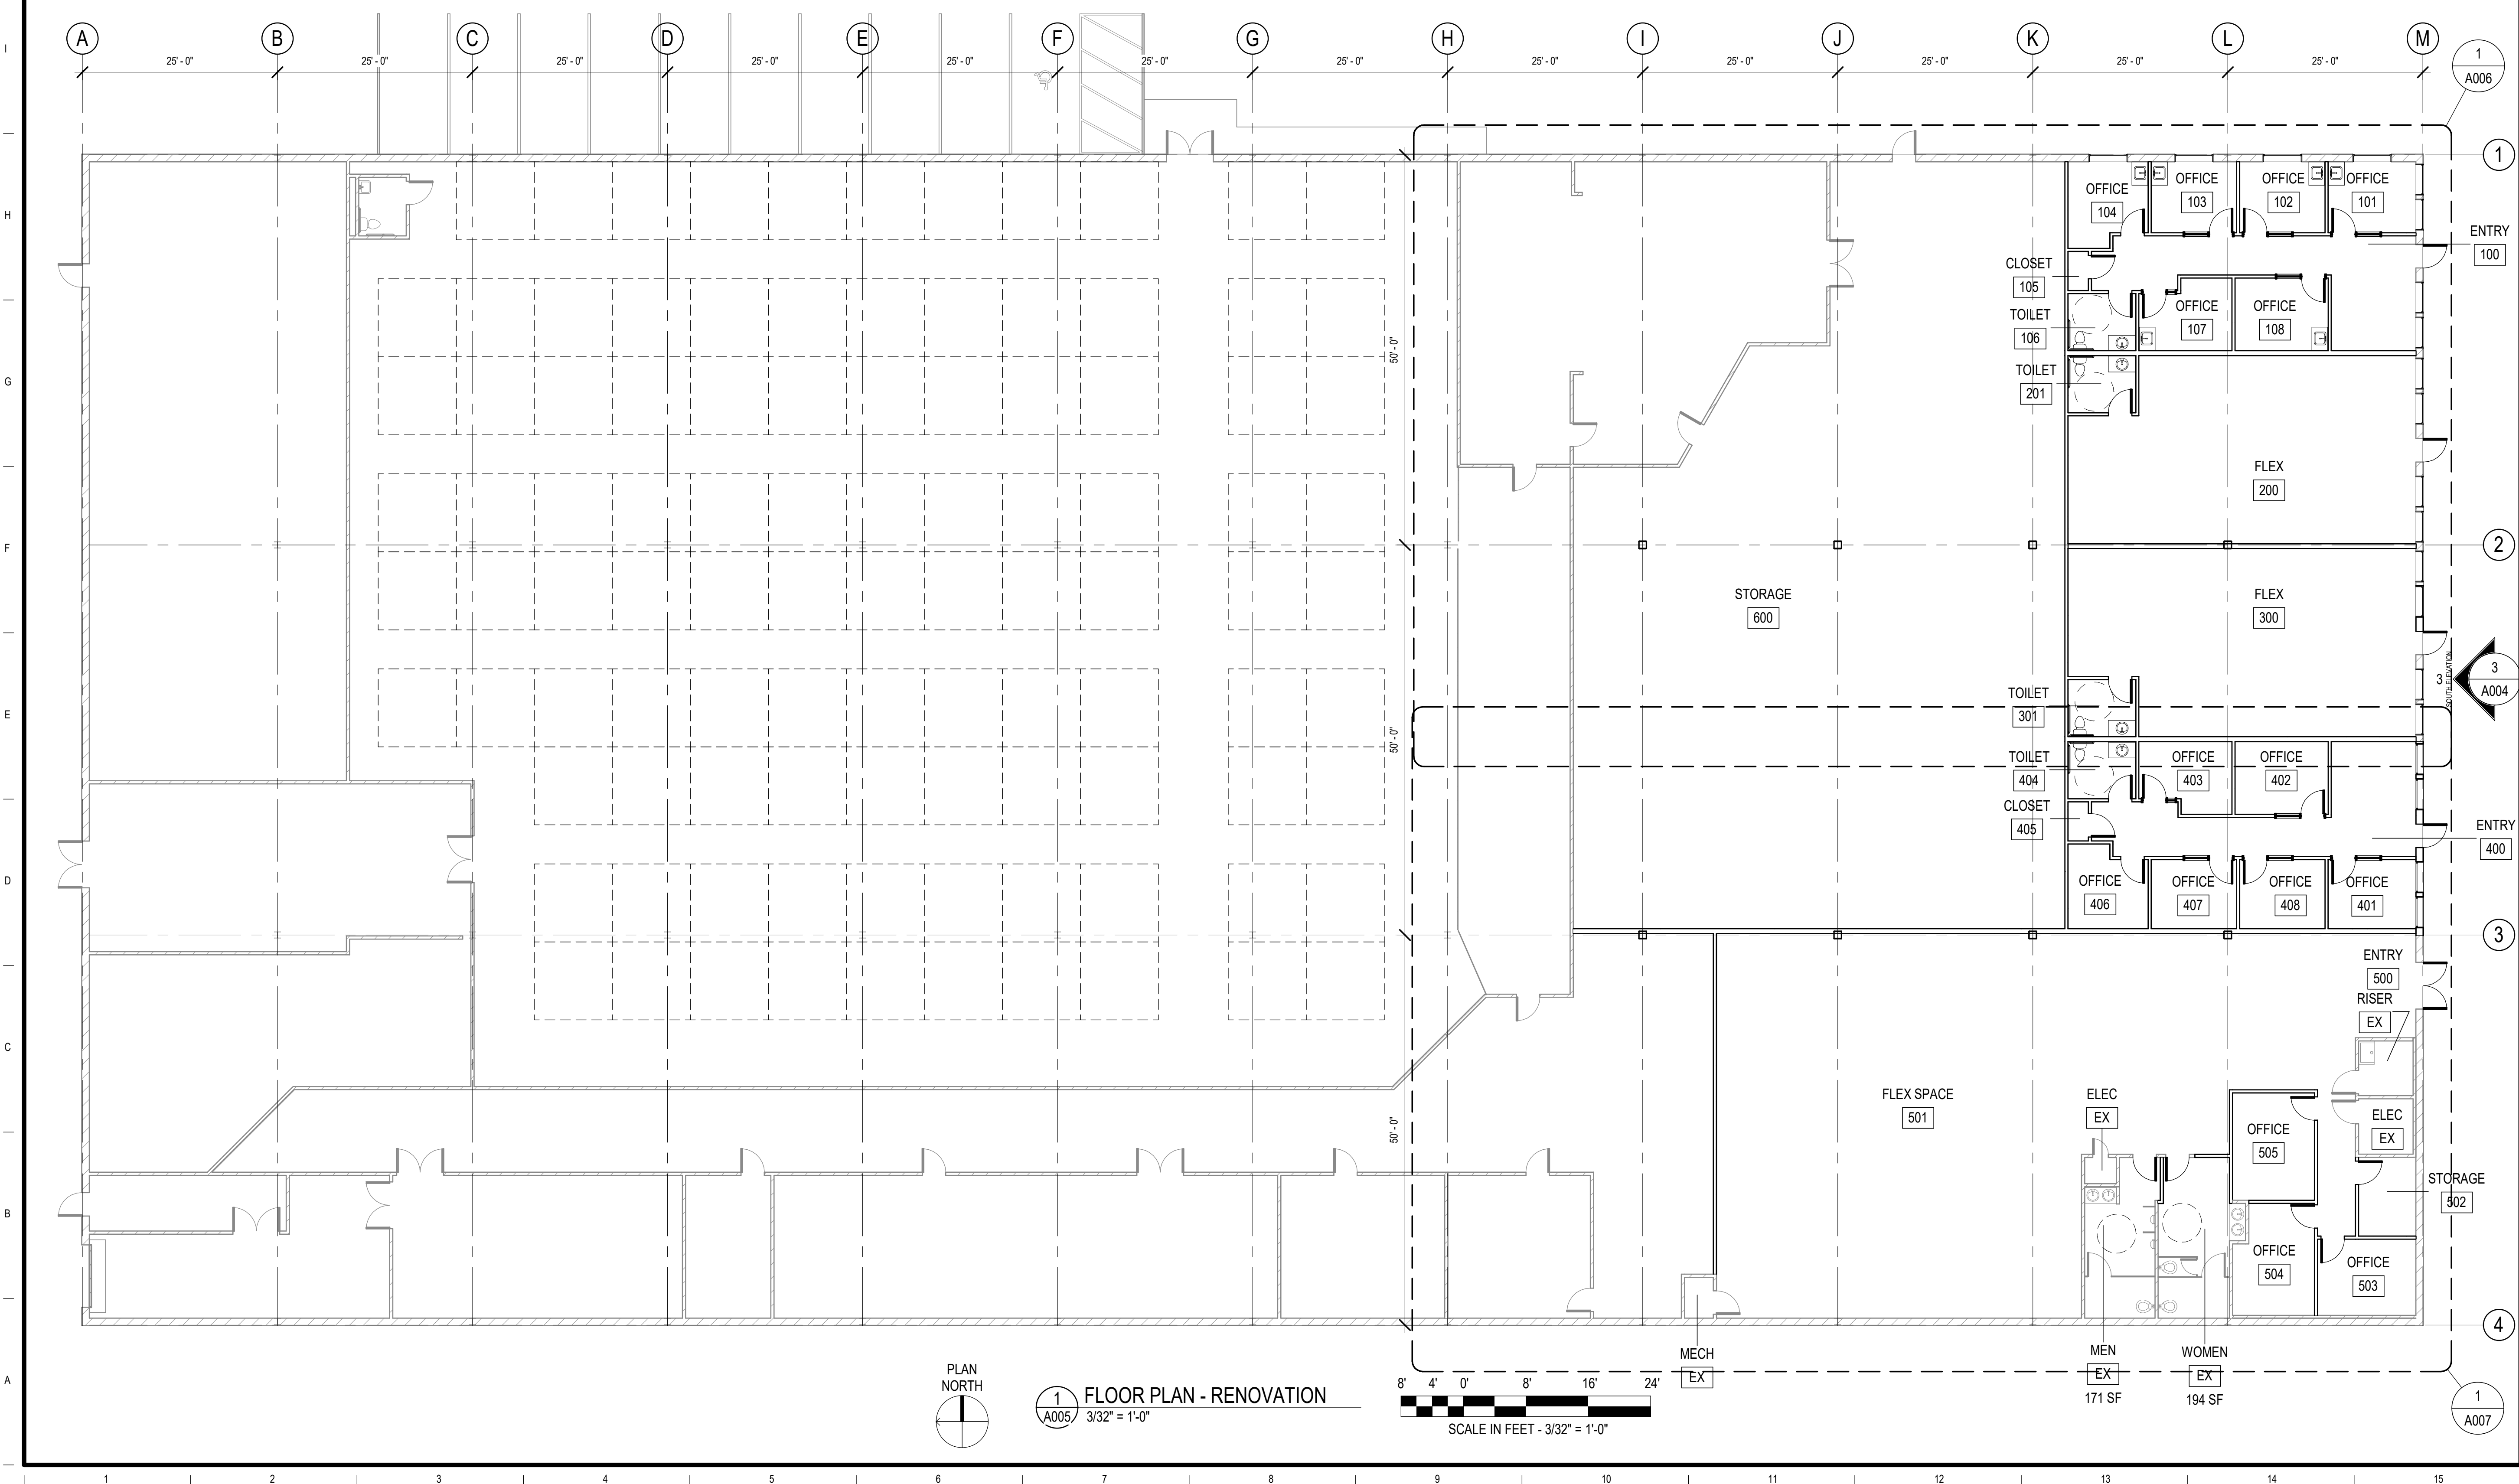 A B C D E F G H I J K L M
25' - 0" 25' - 0" 25' - 0" 25' - 0" 25' - 0" 25' - 0" 25' - 0" 25' - 0" 25' - 0" 25' - 0" 25' - 0" 25' - 0"
1
A006
1
2
3
4
50' - 0"
50' - 0"
50' - 0"
OFFICE
104
OFFICE
103
OFFICE
102
OFFICE
101
ENTRY
100
CLOSET
105
TOILET
106
OFFICE
107
OFFICE
108
TOILET
201
FLEX
200
STORAGE
600
FLEX
300
3
SOUTH ELEVATION
3
A004
TOILET
301
TOILET
404
OFFICE
403
OFFICE
402
CLOSET
405
ENTRY
400
OFFICE
406
OFFICE
407
OFFICE
408
OFFICE
401
ENTRY
500
RISER
EX
FLEX SPACE
501
ELEC
EX
ELEC
EX
OFFICE
505
STORAGE
502
OFFICE
504
OFFICE
503
MECH
EX
MEN
EX
171 SF
WOMEN
EX
194 SF
PLAN
NORTH
1
A005
FLOOR PLAN - RENOVATION
3/32" = 1'-0"
8' 4' 0' 8' 16' 24'
SCALE IN FEET - 3/32" = 1'-0"
1
A007
I
H
G
F
E
D
C
B
A
1 2 3 4 5 6 7 8 9 10 11 12 13 14 15